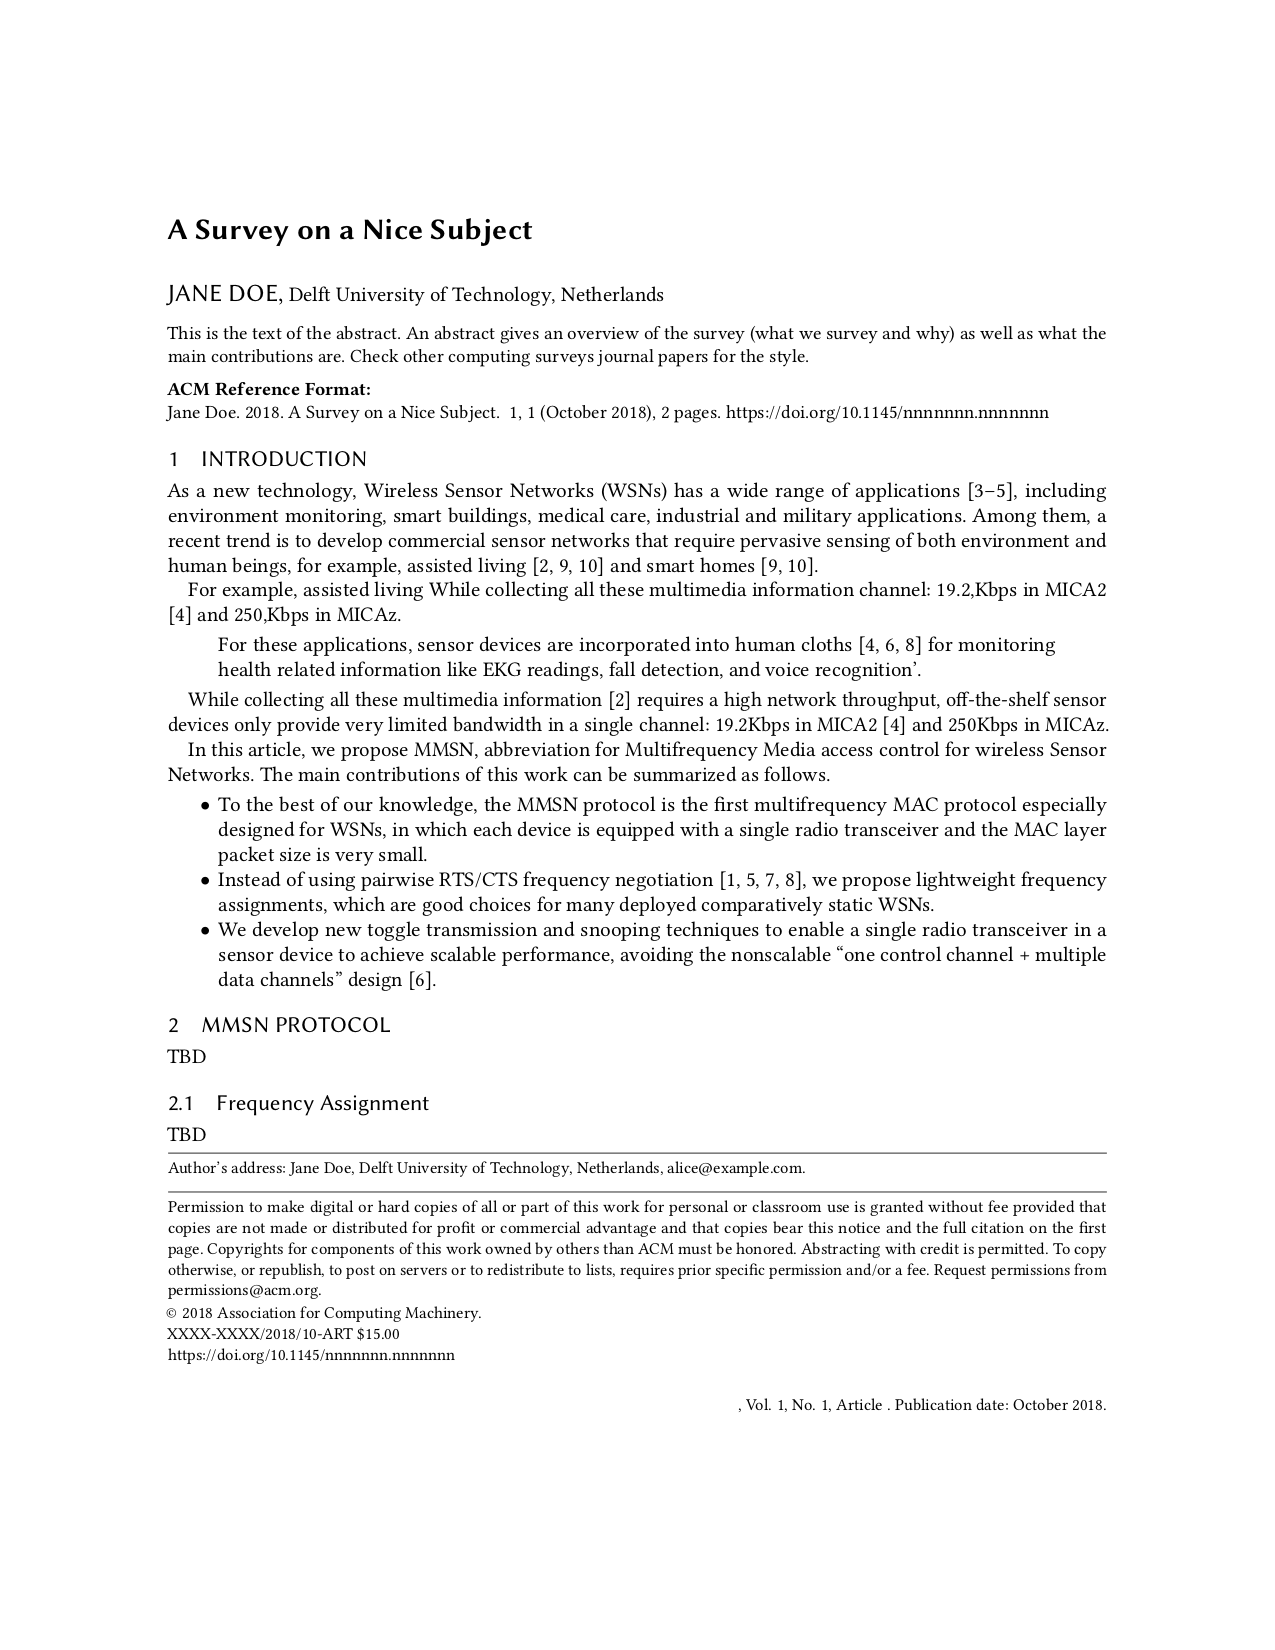 A Survey on a Nice Subject
JANE DOE, Delft University of Technology, Netherlands
This is the text of the abstract. An abstract gives an overview of the survey (what we survey and why) as well as what the
main contributions are. Check other computing surveys journal papers for the style.
ACM Reference Format:
Jane Doe. 2018. A Survey on a Nice Subject. 1, 1 (October 2018), 2 pages. https://doi.org/10.1145/nnnnnnn.nnnnnnn
1 INTRODUCTION
As a new technology, Wireless Sensor Networks (WSNs) has a wide range of applications [3–5], including
environment monitoring, smart buildings, medical care, industrial and military applications. Among them, a
recent trend is to develop commercial sensor networks that require pervasive sensing of both environment and
human beings, for example, assisted living [2, 9, 10] and smart homes [9, 10].
For example, assisted living While collecting all these multimedia information channel: 19.2,Kbps in MICA2
[4] and 250,Kbps in MICAz.
For these applications, sensor devices are incorporated into human cloths [4, 6, 8] for monitoring
health related information like EKG readings, fall detection, and voice recognition’.
While collecting all these multimedia information [2] requires a high network throughput, off-the-shelf sensor
devices only provide very limited bandwidth in a single channel: 19.2Kbps in MICA2 [4] and 250Kbps in MICAz.
In this article, we propose MMSN, abbreviation for Multifrequency Media access control for wireless Sensor
Networks. The main contributions of this work can be summarized as follows.
• To the best of our knowledge, the MMSN protocol is the first multifrequency MAC protocol especially
designed for WSNs, in which each device is equipped with a single radio transceiver and the MAC layer
packet size is very small.
• Instead of using pairwise RTS/CTS frequency negotiation [1, 5, 7, 8], we propose lightweight frequency
assignments, which are good choices for many deployed comparatively static WSNs.
• We develop new toggle transmission and snooping techniques to enable a single radio transceiver in a
sensor device to achieve scalable performance, avoiding the nonscalable “one control channel + multiple
data channels” design [6].
2 MMSN PROTOCOL
TBD
2.1 Frequency Assignment
TBD
Author’s address: Jane Doe, Delft University of Technology, Netherlands, alice@example.com.
Permission to make digital or hard copies of all or part of this work for personal or classroom use is granted without fee provided that
copies are not made or distributed for profit or commercial advantage and that copies bear this notice and the full citation on the first
page. Copyrights for components of this work owned by others than ACM must be honored. Abstracting with credit is permitted. To copy
otherwise, or republish, to post on servers or to redistribute to lists, requires prior specific permission and/or a fee. Request permissions from
permissions@acm.org.
© 2018 Association for Computing Machinery.
XXXX-XXXX/2018/10-ART $15.00
https://doi.org/10.1145/nnnnnnn.nnnnnnn
, Vol. 1, No. 1, Article . Publication date: October 2018.